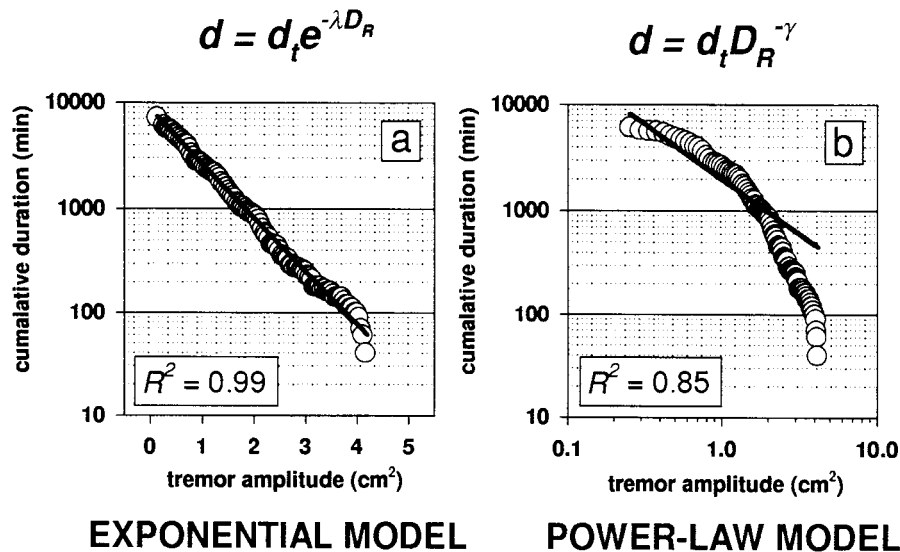 d = d_t e^{-λD_R}
d = d_t D_R^{-γ}
cumalative duration (min)
10000
1000
100
10
a
R² = 0.99
0 1 2 3 4 5
tremor amplitude (cm²)
EXPONENTIAL MODEL
cumalative duration (min)
10000
1000
100
10
b
R² = 0.85
0.1 1.0 10.0
tremor amplitude (cm²)
POWER-LAW MODEL